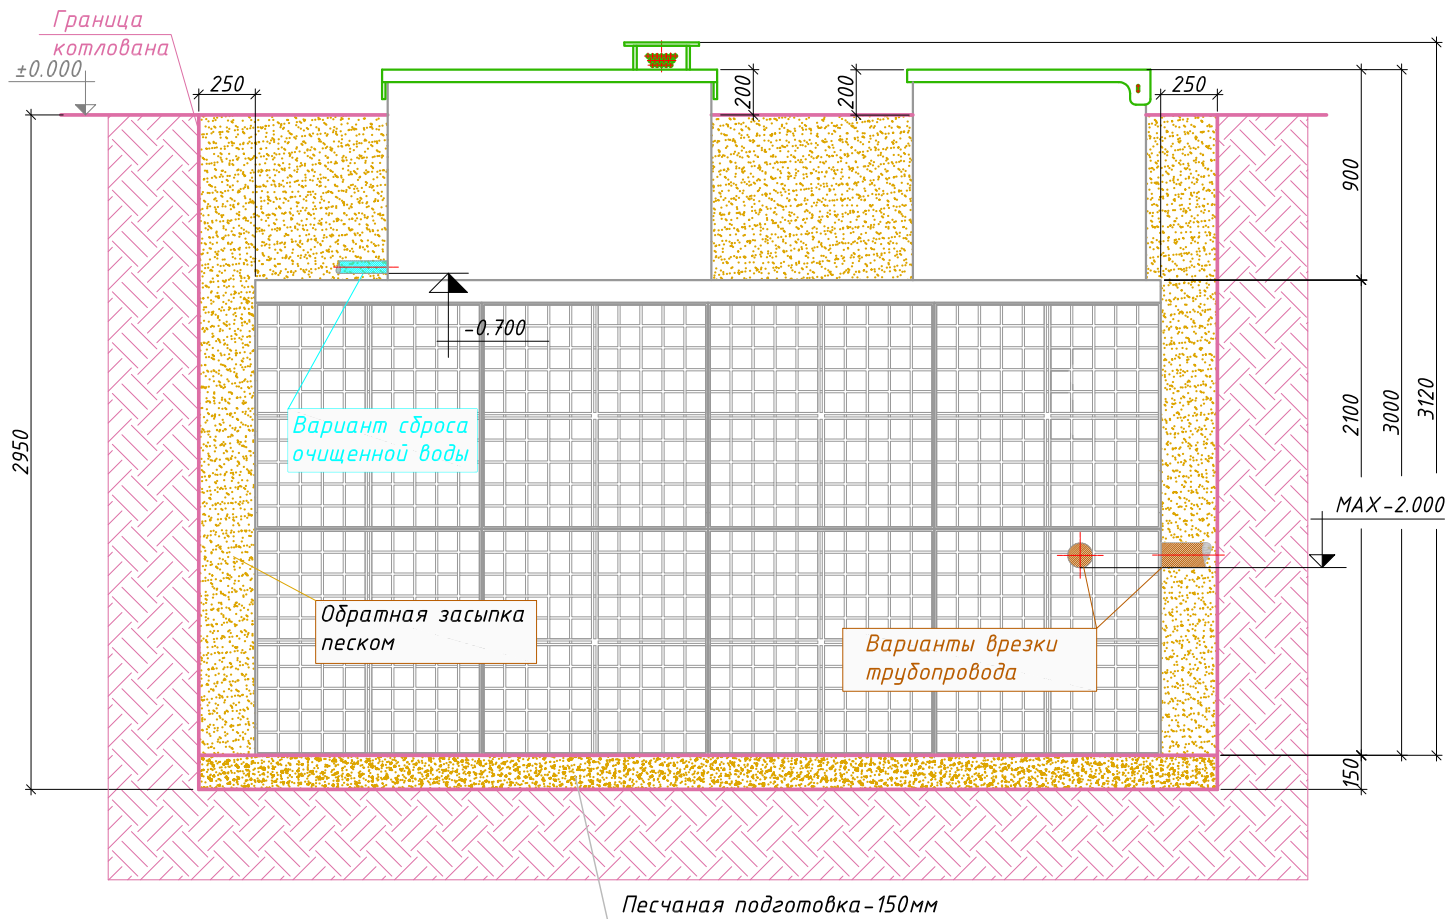 Граница
котлована
±0.000
250
200
200
250
900
-0.700
Вариант сброса
очищенной воды
2950
2100
3000
3120
MAX-2.000
Обратная засыпка
песком
Варианты врезки
трубопровода
150
Песчаная подготовка-150мм